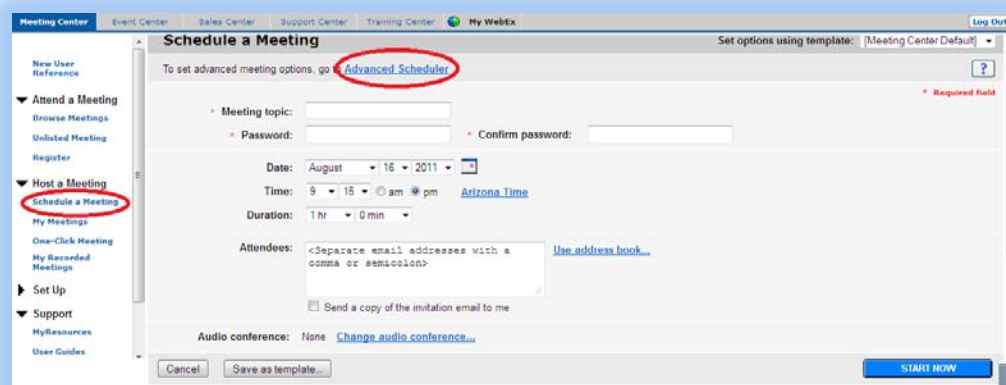 Meeting Center Event Center Sales Center Support Center Training Center My WebEx Log Out
Schedule a Meeting Set options using template: [Meeting Center Default]
New User
Reference
To set advanced meeting options, go to Advanced Scheduler ?
* Required field
Attend a Meeting
Browse Meetings
Unlisted Meeting
Register
* Meeting topic:
* Password: * Confirm password:
Date: August 16 2011
Time: 9 15 am pm Arizona Time
Duration: 1 hr 0 min
Host a Meeting
Schedule a Meeting
My Meetings
One-Click Meeting
My Recorded
Meetings
Set Up
Support
MyResources
User Guides
Attendees: <Separate email addresses with a
comma or semicolon>
Use address book...
Send a copy of the invitation email to me
Audio conference: None Change audio conference...
Cancel Save as template... START NOW